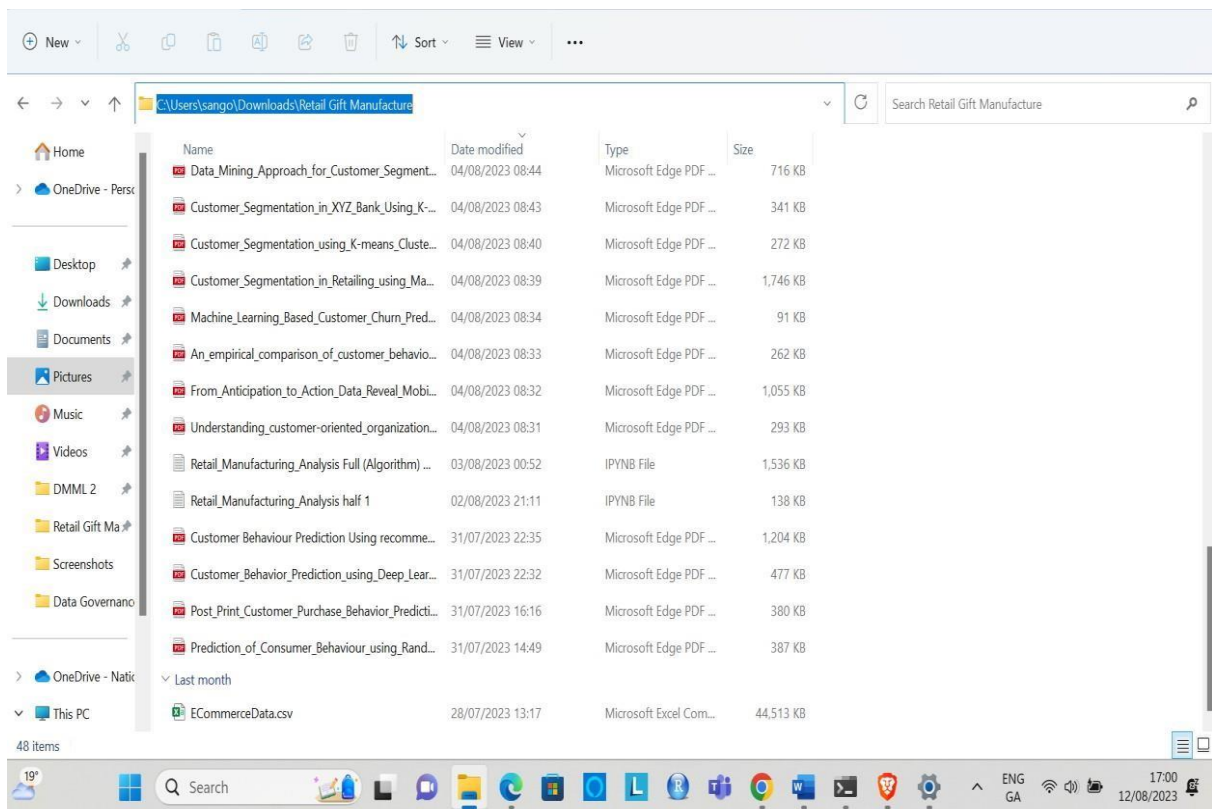 New Sort View
C:\Users\sango\Downloads\Retail Gift Manufacture Search Retail Gift Manufacture
Home
OneDrive - Perso
Desktop
Downloads
Documents
Pictures
Music
Videos
DMML 2
Retail Gift Ma
Screenshots
Data Governanc
OneDrive - Natio
This PC
Name Date modified Type Size
Data_Mining_Approach_for_Customer_Segment... 04/08/2023 08:44 Microsoft Edge PDF ... 716 KB
Customer_Segmentation_in_XYZ_Bank_Using_K-... 04/08/2023 08:43 Microsoft Edge PDF ... 341 KB
Customer_Segmentation_using_K-means_Cluste... 04/08/2023 08:40 Microsoft Edge PDF ... 272 KB
Customer_Segmentation_in_Retailing_using_Ma... 04/08/2023 08:39 Microsoft Edge PDF ... 1,746 KB
Machine_Learning_Based_Customer_Churn_Pred... 04/08/2023 08:34 Microsoft Edge PDF ... 91 KB
An_empirical_comparison_of_customer_behavio... 04/08/2023 08:33 Microsoft Edge PDF ... 262 KB
From_Anticipation_to_Action_Data_Reveal_Mobi... 04/08/2023 08:32 Microsoft Edge PDF ... 1,055 KB
Understanding_customer-oriented_organization... 04/08/2023 08:31 Microsoft Edge PDF ... 293 KB
Retail_Manufacturing_Analysis Full (Algorithm) ... 03/08/2023 00:52 IPYNB File 1,536 KB
Retail_Manufacturing_Analysis half 1 02/08/2023 21:11 IPYNB File 138 KB
Customer Behaviour Prediction Using recomme... 31/07/2023 22:35 Microsoft Edge PDF ... 1,204 KB
Customer_Behavior_Prediction_using_Deep_Lear... 31/07/2023 22:32 Microsoft Edge PDF ... 477 KB
Post_Print_Customer_Purchase_Behavior_Predicti... 31/07/2023 16:16 Microsoft Edge PDF ... 380 KB
Prediction_of_Consumer_Behaviour_using_Rand... 31/07/2023 14:49 Microsoft Edge PDF ... 387 KB
Last month
ECommerceData.csv 28/07/2023 13:17 Microsoft Excel Com... 44,513 KB
48 items
19° Search ENG 17:00
GA 12/08/2023